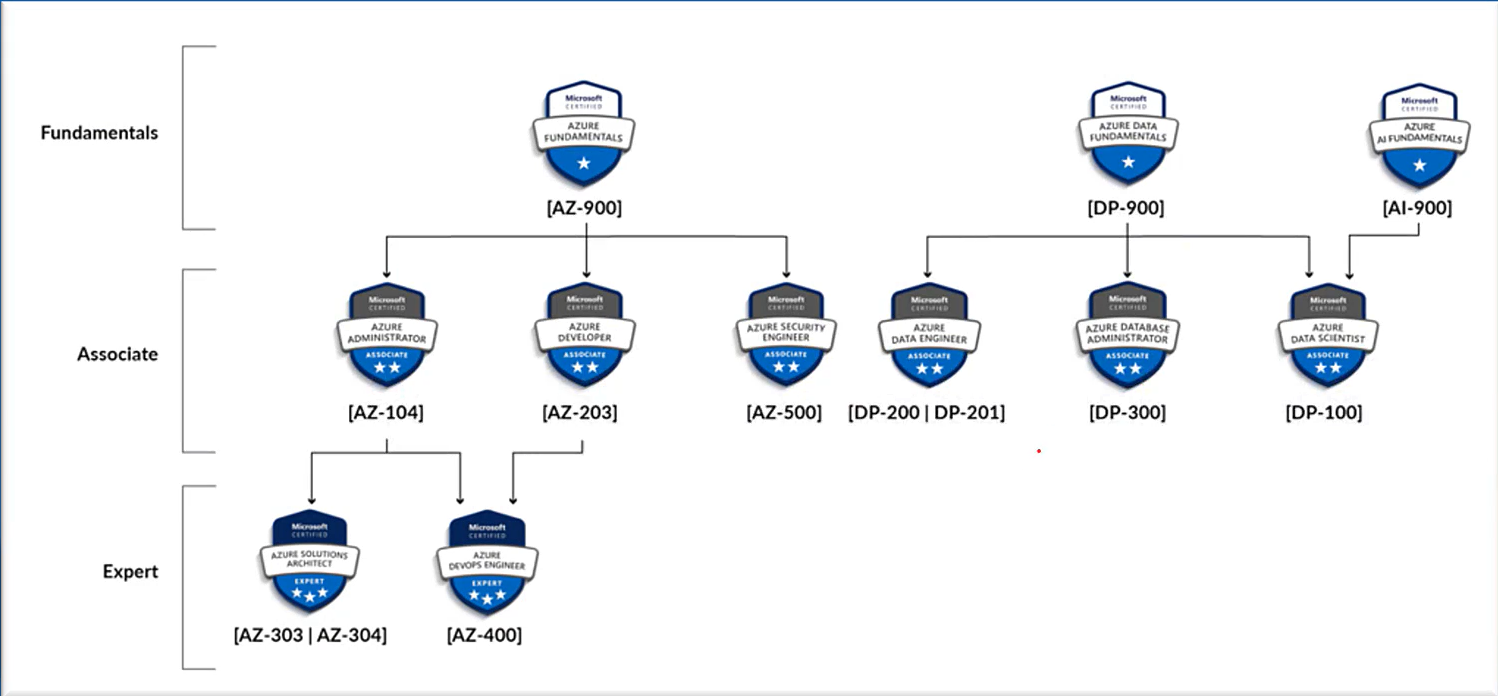 Fundamentals
Microsoft
CERTIFIED
AZURE
FUNDAMENTALS
[AZ-900]
Microsoft
CERTIFIED
AZURE DATA
FUNDAMENTALS
[DP-900]
Microsoft
CERTIFIED
AZURE
AI FUNDAMENTALS
[AI-900]
Associate
Microsoft
CERTIFIED
AZURE
ADMINISTRATOR
ASSOCIATE
[AZ-104]
Microsoft
CERTIFIED
AZURE
DEVELOPER
ASSOCIATE
[AZ-203]
Microsoft
CERTIFIED
AZURE SECURITY
ENGINEER
ASSOCIATE
[AZ-500]
Microsoft
CERTIFIED
AZURE
DATA ENGINEER
ASSOCIATE
[DP-200 | DP-201]
Microsoft
CERTIFIED
AZURE DATABASE
ADMINISTRATOR
ASSOCIATE
[DP-300]
Microsoft
CERTIFIED
AZURE
DATA SCIENTIST
ASSOCIATE
[DP-100]
Expert
Microsoft
CERTIFIED
AZURE SOLUTIONS
ARCHITECT
EXPERT
[AZ-303 | AZ-304]
Microsoft
CERTIFIED
AZURE
DEVOPS ENGINEER
EXPERT
[AZ-400]